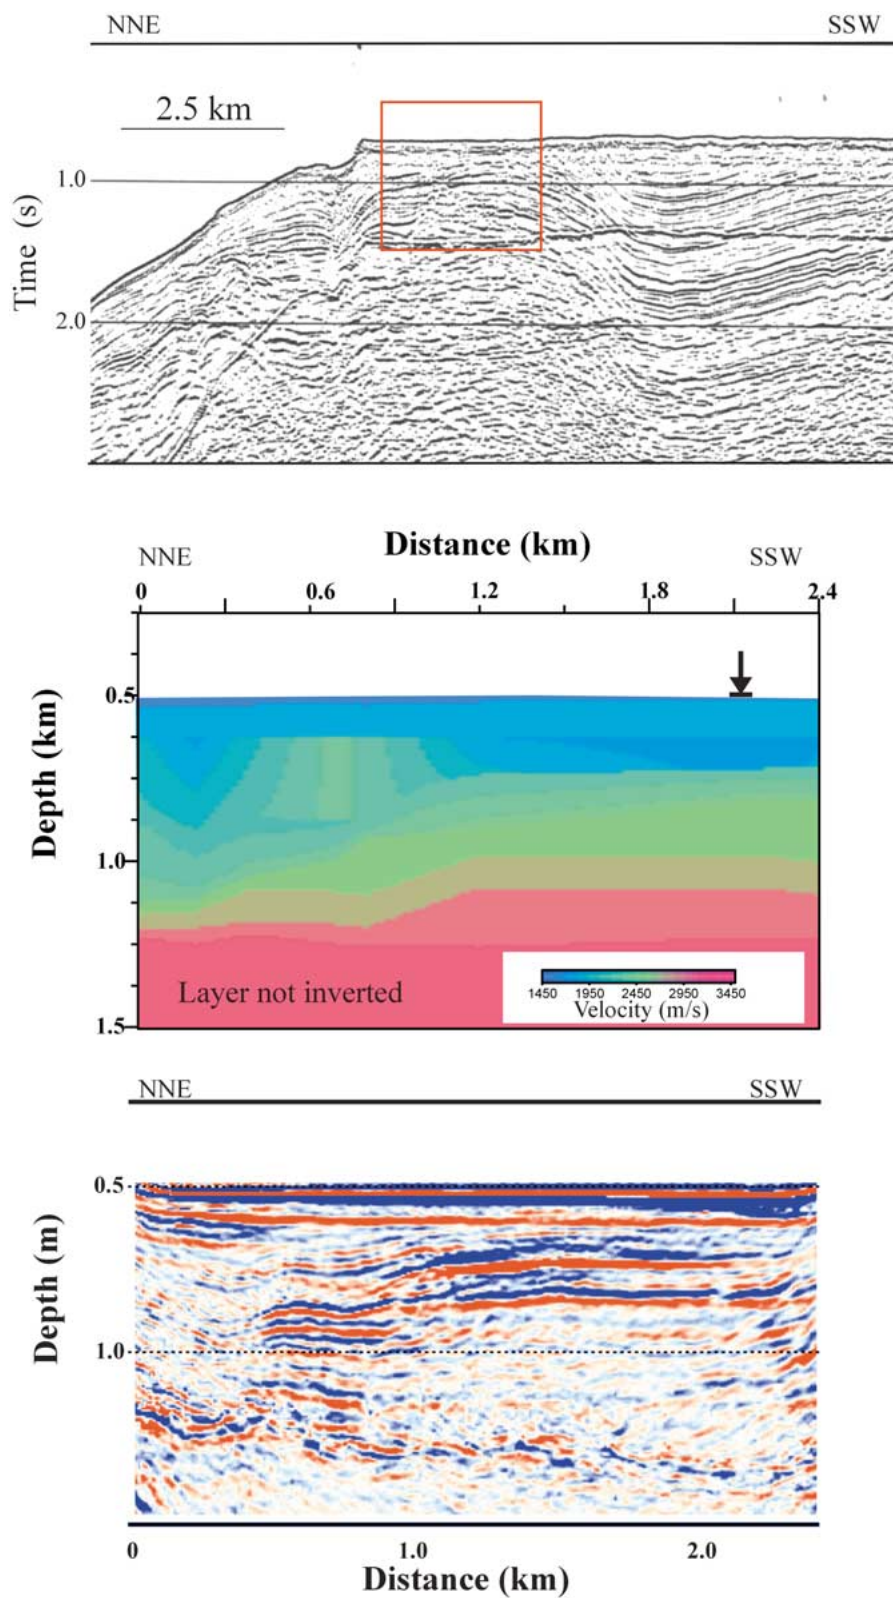 NNE SSW
2.5 km
1.0
Time (s)
2.0
Distance (km)
NNE SSW
0 0.6 1.2 1.8 2.4
0.5
Depth (km)
1.0
Layer not inverted
1450 1950 2450 2950 3450
Velocity (m/s)
1.5
NNE SSW
0.5
Depth (m)
1.0
0 1.0 2.0
Distance (km)